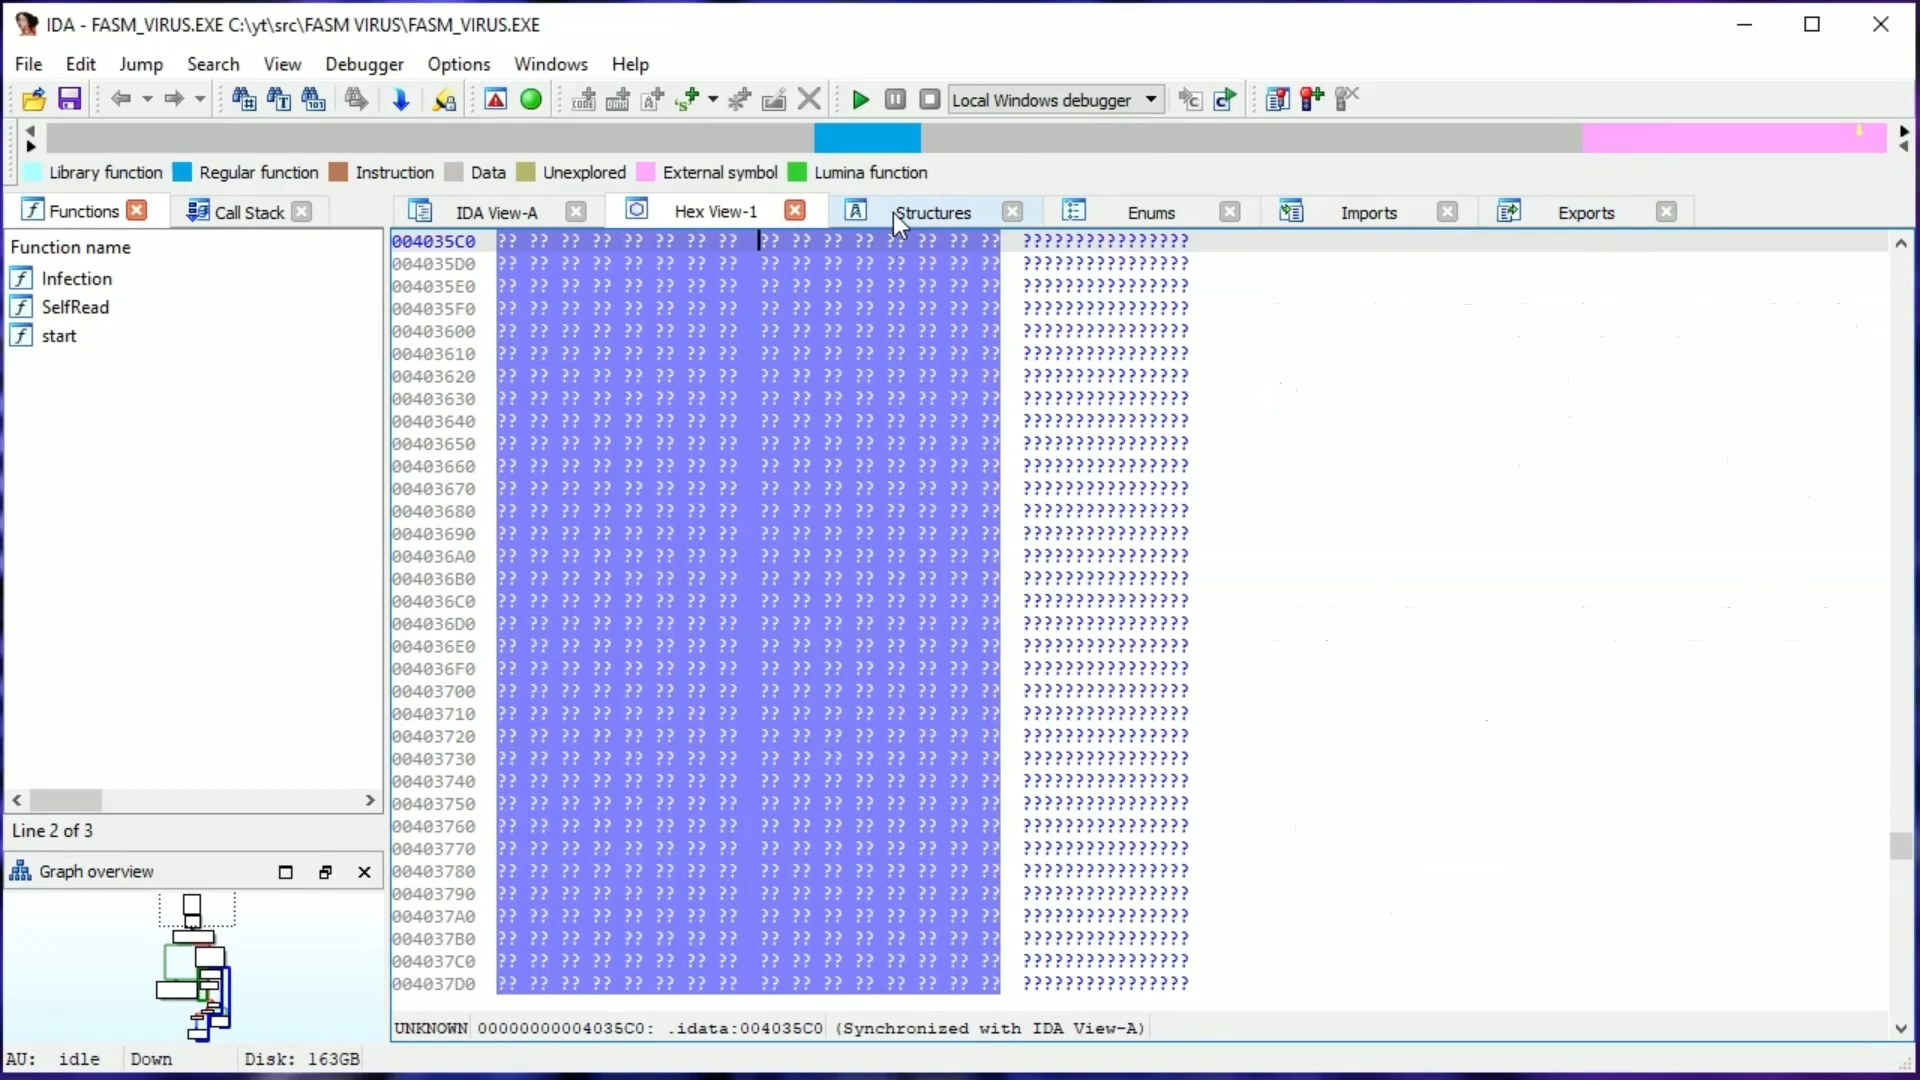 IDA - FASM_VIRUS.EXE C:\yt\src\FASM VIRUS\FASM_VIRUS.EXE
File Edit Jump Search View Debugger Options Windows Help
Local Windows debugger
Library function Regular function Instruction Data Unexplored External symbol Lumina function
Functions Call Stack IDA View-A Hex View-1 Structures Enums Imports Exports
Function name
Infection
SelfRead
start
Line 2 of 3
Graph overview
004035C0 ?? ?? ?? ?? ?? ?? ?? ?? ?? ?? ?? ?? ?? ?? ?? ?? ????????????????
004035D0 ?? ?? ?? ?? ?? ?? ?? ?? ?? ?? ?? ?? ?? ?? ?? ?? ????????????????
004035E0 ?? ?? ?? ?? ?? ?? ?? ?? ?? ?? ?? ?? ?? ?? ?? ?? ????????????????
004035F0 ?? ?? ?? ?? ?? ?? ?? ?? ?? ?? ?? ?? ?? ?? ?? ?? ????????????????
00403600 ?? ?? ?? ?? ?? ?? ?? ?? ?? ?? ?? ?? ?? ?? ?? ?? ????????????????
00403610 ?? ?? ?? ?? ?? ?? ?? ?? ?? ?? ?? ?? ?? ?? ?? ?? ????????????????
00403620 ?? ?? ?? ?? ?? ?? ?? ?? ?? ?? ?? ?? ?? ?? ?? ?? ????????????????
00403630 ?? ?? ?? ?? ?? ?? ?? ?? ?? ?? ?? ?? ?? ?? ?? ?? ????????????????
00403640 ?? ?? ?? ?? ?? ?? ?? ?? ?? ?? ?? ?? ?? ?? ?? ?? ????????????????
00403650 ?? ?? ?? ?? ?? ?? ?? ?? ?? ?? ?? ?? ?? ?? ?? ?? ????????????????
00403660 ?? ?? ?? ?? ?? ?? ?? ?? ?? ?? ?? ?? ?? ?? ?? ?? ????????????????
00403670 ?? ?? ?? ?? ?? ?? ?? ?? ?? ?? ?? ?? ?? ?? ?? ?? ????????????????
00403680 ?? ?? ?? ?? ?? ?? ?? ?? ?? ?? ?? ?? ?? ?? ?? ?? ????????????????
00403690 ?? ?? ?? ?? ?? ?? ?? ?? ?? ?? ?? ?? ?? ?? ?? ?? ????????????????
004036A0 ?? ?? ?? ?? ?? ?? ?? ?? ?? ?? ?? ?? ?? ?? ?? ?? ????????????????
004036B0 ?? ?? ?? ?? ?? ?? ?? ?? ?? ?? ?? ?? ?? ?? ?? ?? ????????????????
004036C0 ?? ?? ?? ?? ?? ?? ?? ?? ?? ?? ?? ?? ?? ?? ?? ?? ????????????????
004036D0 ?? ?? ?? ?? ?? ?? ?? ?? ?? ?? ?? ?? ?? ?? ?? ?? ????????????????
004036E0 ?? ?? ?? ?? ?? ?? ?? ?? ?? ?? ?? ?? ?? ?? ?? ?? ????????????????
004036F0 ?? ?? ?? ?? ?? ?? ?? ?? ?? ?? ?? ?? ?? ?? ?? ?? ????????????????
00403700 ?? ?? ?? ?? ?? ?? ?? ?? ?? ?? ?? ?? ?? ?? ?? ?? ????????????????
00403710 ?? ?? ?? ?? ?? ?? ?? ?? ?? ?? ?? ?? ?? ?? ?? ?? ????????????????
00403720 ?? ?? ?? ?? ?? ?? ?? ?? ?? ?? ?? ?? ?? ?? ?? ?? ????????????????
00403730 ?? ?? ?? ?? ?? ?? ?? ?? ?? ?? ?? ?? ?? ?? ?? ?? ????????????????
00403740 ?? ?? ?? ?? ?? ?? ?? ?? ?? ?? ?? ?? ?? ?? ?? ?? ????????????????
00403750 ?? ?? ?? ?? ?? ?? ?? ?? ?? ?? ?? ?? ?? ?? ?? ?? ????????????????
00403760 ?? ?? ?? ?? ?? ?? ?? ?? ?? ?? ?? ?? ?? ?? ?? ?? ????????????????
00403770 ?? ?? ?? ?? ?? ?? ?? ?? ?? ?? ?? ?? ?? ?? ?? ?? ????????????????
00403780 ?? ?? ?? ?? ?? ?? ?? ?? ?? ?? ?? ?? ?? ?? ?? ?? ????????????????
00403790 ?? ?? ?? ?? ?? ?? ?? ?? ?? ?? ?? ?? ?? ?? ?? ?? ????????????????
004037A0 ?? ?? ?? ?? ?? ?? ?? ?? ?? ?? ?? ?? ?? ?? ?? ?? ????????????????
004037B0 ?? ?? ?? ?? ?? ?? ?? ?? ?? ?? ?? ?? ?? ?? ?? ?? ????????????????
004037C0 ?? ?? ?? ?? ?? ?? ?? ?? ?? ?? ?? ?? ?? ?? ?? ?? ????????????????
004037D0 ?? ?? ?? ?? ?? ?? ?? ?? ?? ?? ?? ?? ?? ?? ?? ?? ????????????????
UNKNOWN 00000000004035C0: .idata:004035C0 (Synchronized with IDA View-A)
AU: idle Down Disk: 163GB